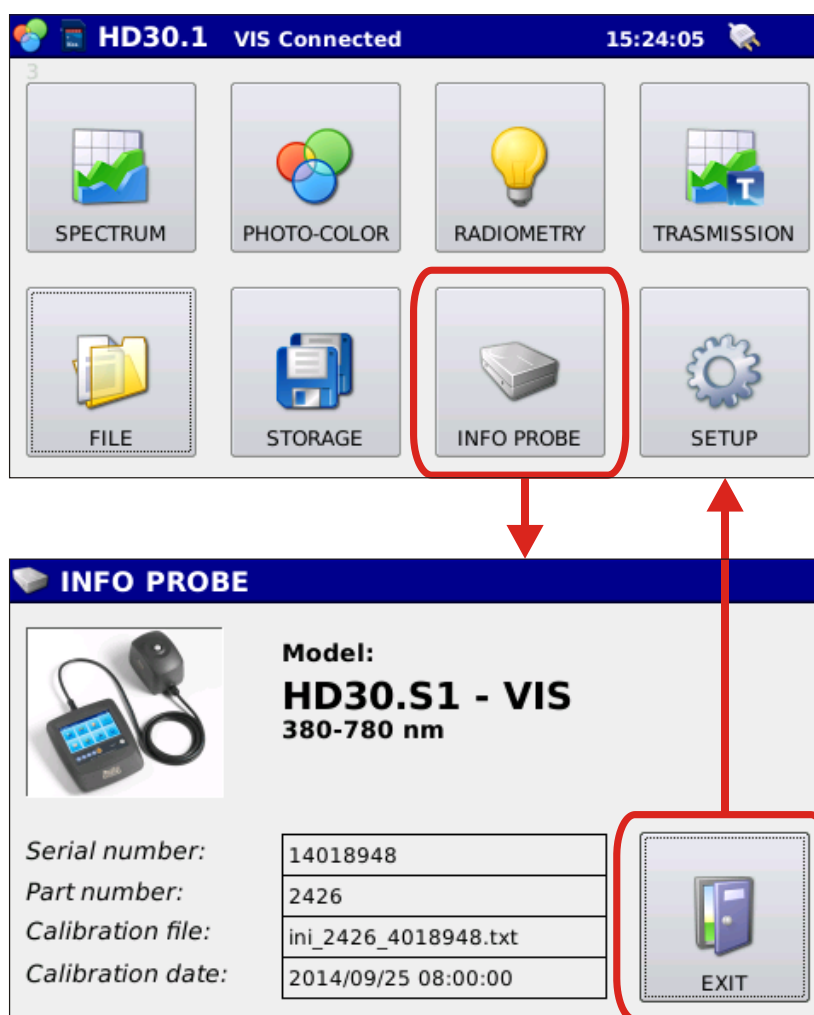 HD30.1 VIS Connected 15:24:05
3
SPECTRUM PHOTO-COLOR RADIOMETRY TRASMISSION
T
FILE STORAGE INFO PROBE SETUP
INFO PROBE
Model:
HD30.S1 - VIS
380-780 nm
Serial number: 14018948
Part number: 2426
Calibration file: ini_2426_4018948.txt
Calibration date: 2014/09/25 08:00:00
EXIT